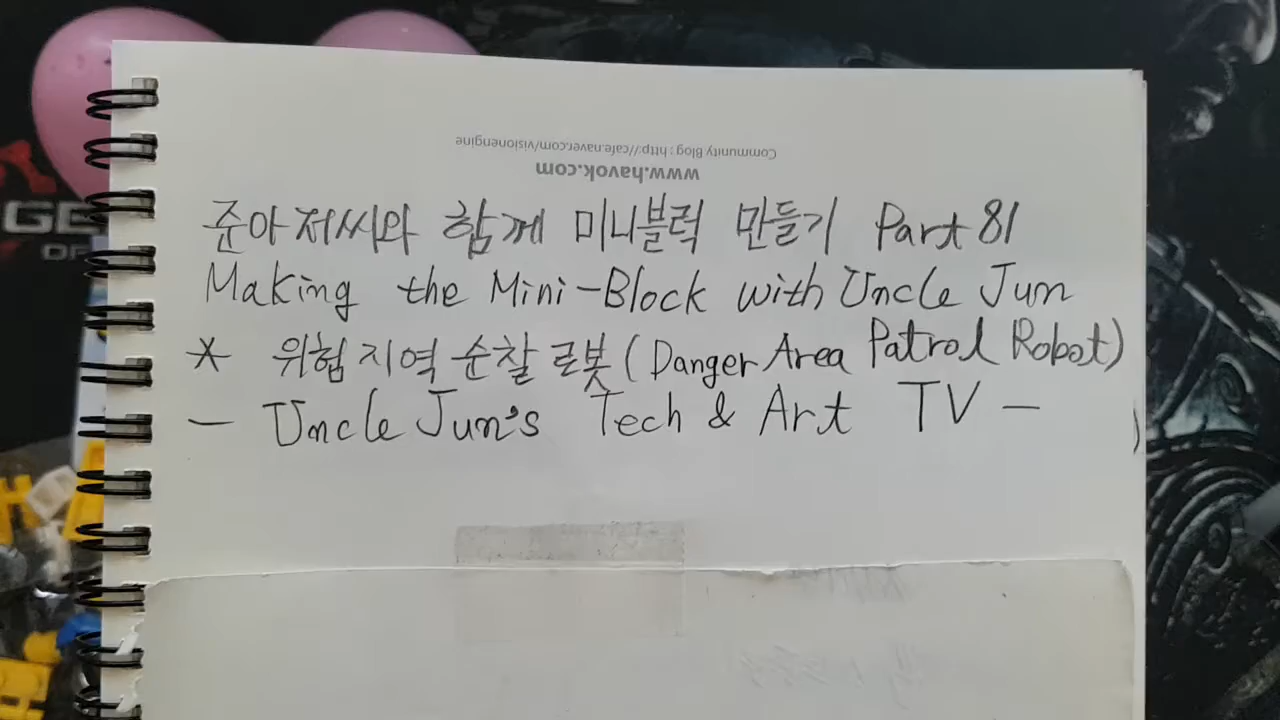 Community Blog : http://cafe.naver.com/visionengine
www.havok.com
준아저씨와 함께 미니블럭 만들기 Part 81
Making the Mini-Block with Uncle Jun
* 위험지역 순찰 로봇 (Danger Area Patrol Robot)
- Uncle Jun's Tech & Art TV -
GE
OF